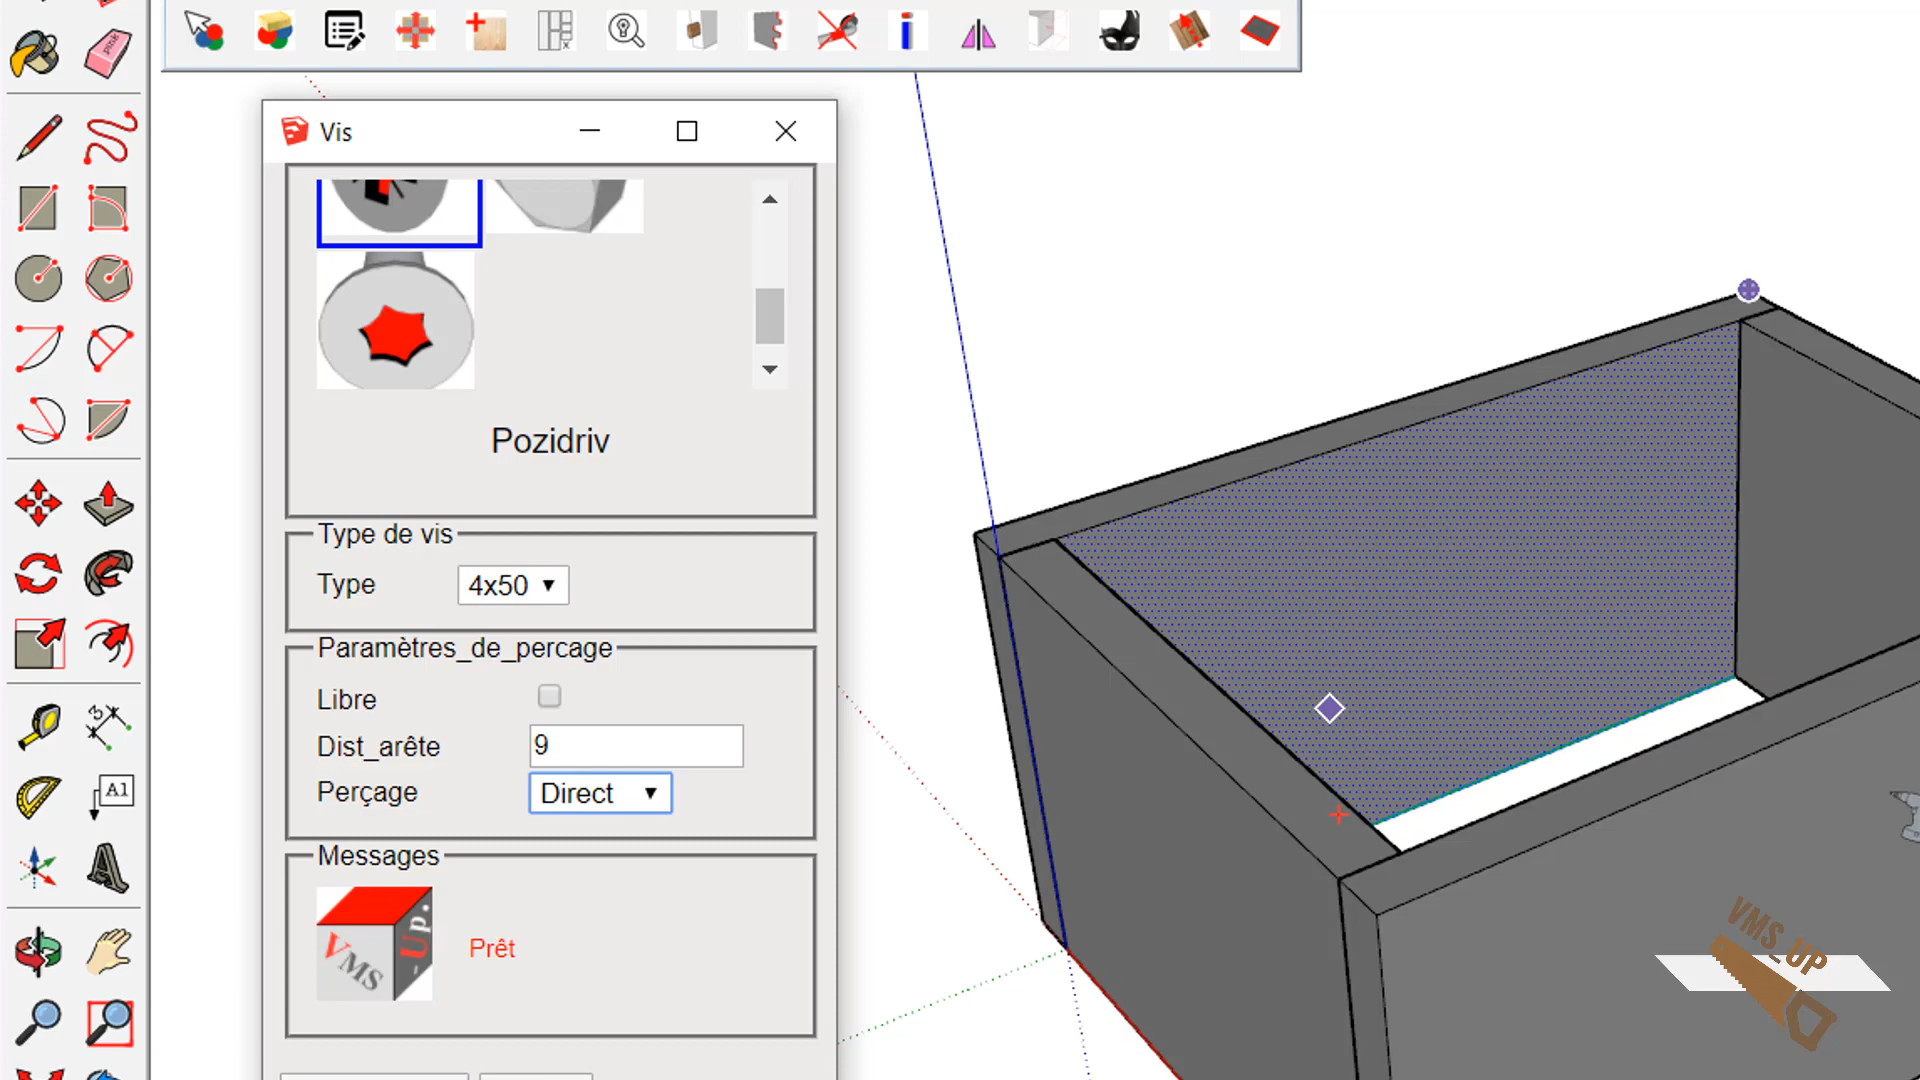 Vis
Pozidriv
Type de vis
Type
4x50
Paramètres_de_percage
Libre
Dist_arête
9
Perçage
Direct
Messages
VMS
-Up.
Prêt
A1
3
VMS_UP